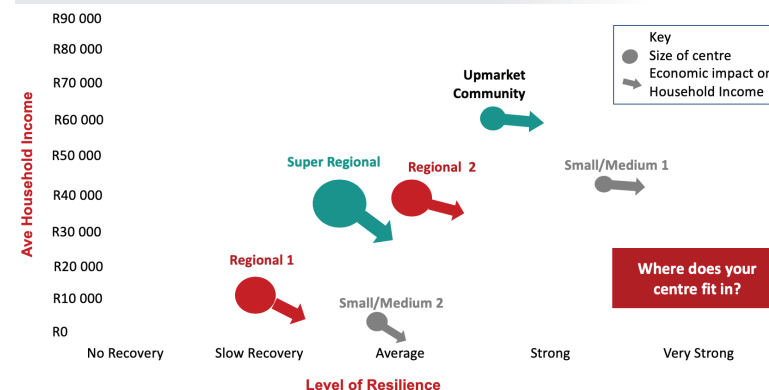 R90 000
R80 000
R70 000
R60 000
R50 000
R40 000
R30 000
R20 000
R10 000
R0
Ave Household Income
Upmarket
Community
Super Regional
Regional 2
Small/Medium 1
Regional 1
Small/Medium 2
Key
Size of centre
Economic impact or
Household Income
Where does your
centre fit in?
No Recovery
Slow Recovery
Average
Strong
Very Strong
Level of Resilience